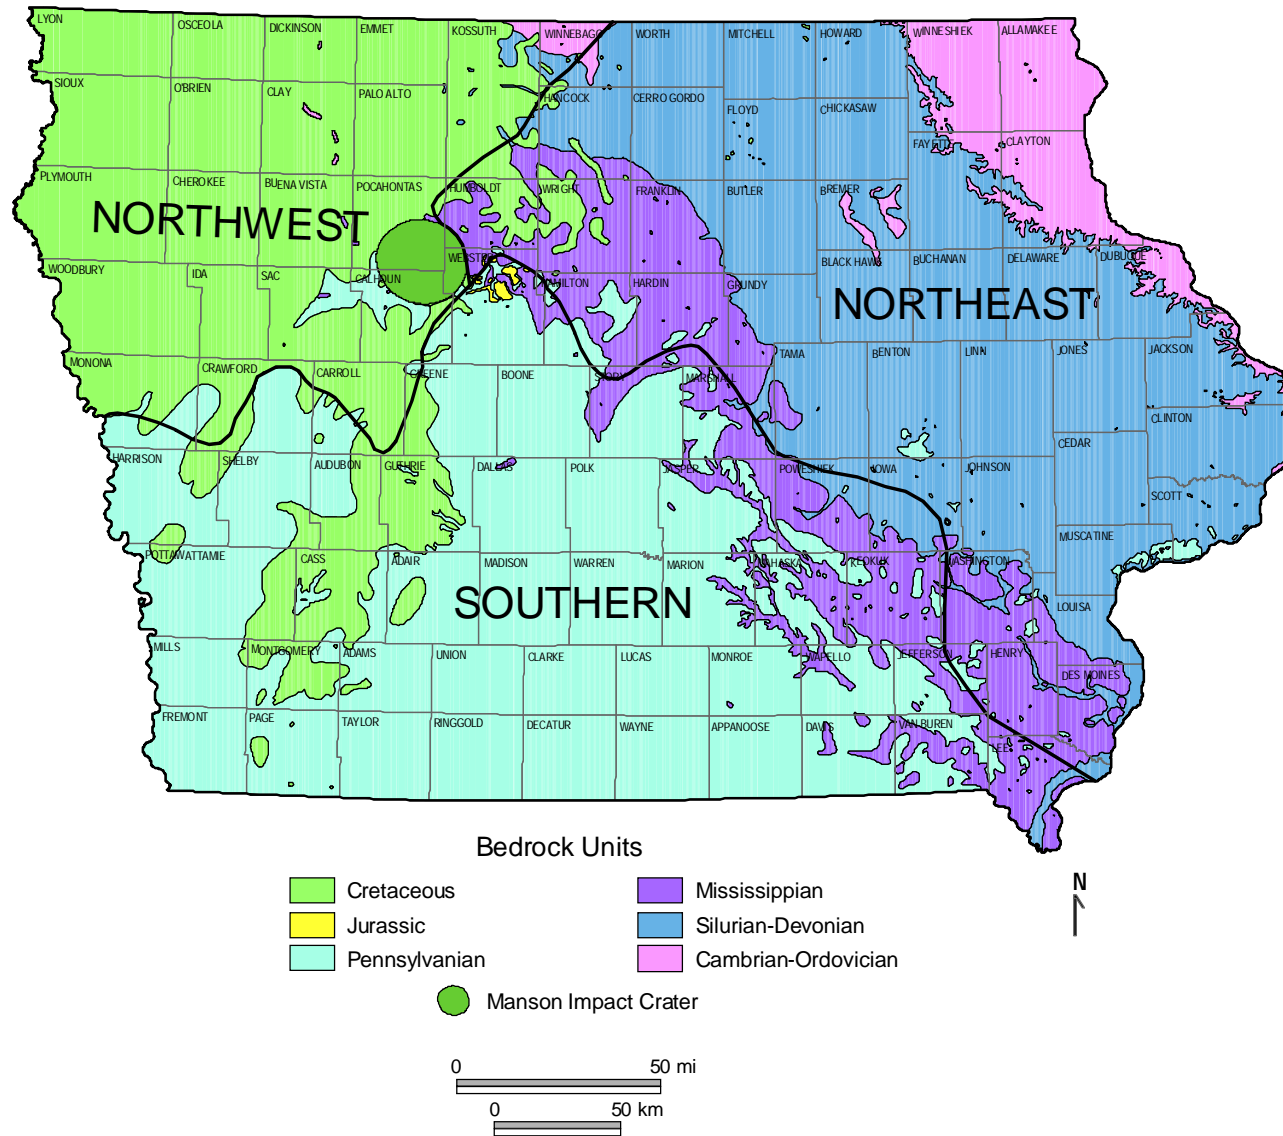 LYON OSCEOLA DICKINSON EMMET KOSSUTH WINNEBAGO WORTH MITCHELL HOWARD WINNESHIEK ALLAMAKEE
SIOUX O'BRIEN CLAY PALO ALTO HANCOCK CERRO GORDO FLOYD CHICKASAW
FAYETTE CLAYTON
PLYMOUTH CHEROKEE BUENA VISTA POCAHONTAS HUMBOLDT WRIGHT FRANKLIN BUTLER BREMER
NORTHWEST
WOODBURY IDA SAC CALHOUN WEBSTER HAMILTON HARDIN GRUNDY BLACK HAWK BUCHANAN DELAWARE DUBUQUE
NORTHEAST
MONONA CRAWFORD CARROLL GREENE BOONE STORY MARSHALL TAMA BENTON LINN JONES JACKSON
CLINTON
CEDAR
HARRISON SHELBY AUDUBON GUTHRIE DALLAS POLK JASPER POWESHIEK IOWA JOHNSON
SCOTT
MUSCATINE
POTTAWATTAMIE CASS ADAIR MADISON WARREN MARION MAHASKA KEOKUK WASHINGTON
LOUISA
SOUTHERN
MILLS MONTGOMERY ADAMS UNION CLARKE LUCAS MONROE WAPELLO JEFFERSON HENRY
DES MOINES
FREMONT PAGE TAYLOR RINGGOLD DECATUR WAYNE APPANOOSE DAVIS VAN BUREN
LEE
Bedrock Units
Cretaceous
Jurassic
Pennsylvanian
Mississippian
Silurian-Devonian
Cambrian-Ordovician
Manson Impact Crater
N
0 50 mi
0 50 km